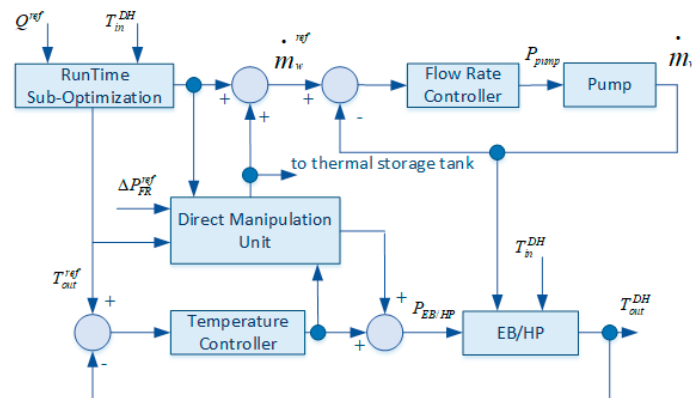 Q^ref T_in^DH
ṁ_w^ref
P_pump
ṁ_w
RunTime
Sub-Optimization
Flow Rate
Controller
Pump
+ + + -
to thermal storage tank
ΔP_FR^ref
Direct Manipulation
Unit
T_in^DH
T_out^ref
+ +
P_EB/HP
T_out^DH
Temperature
Controller
EB/HP
- +